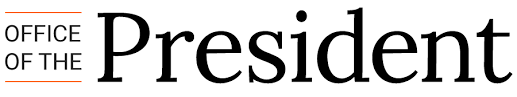 OFFICE
OF THE
President